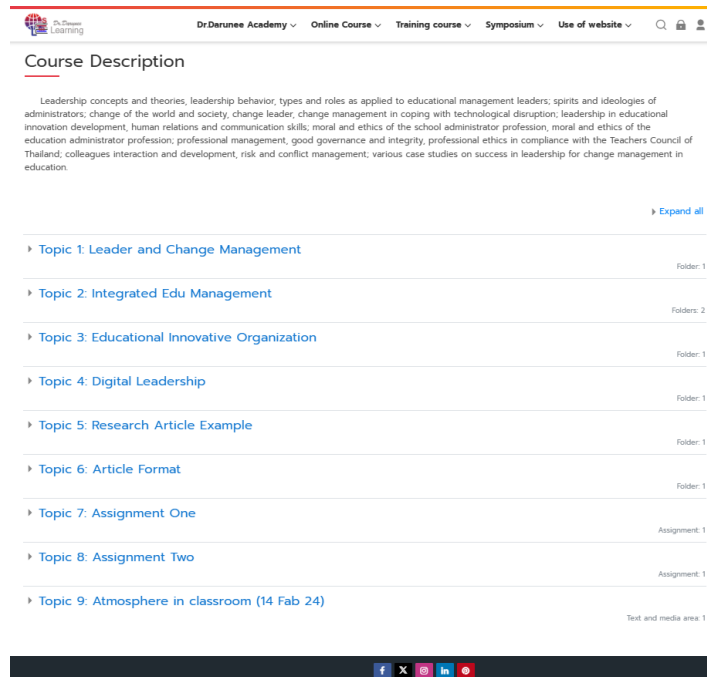 Dr. Darunee
Learning
Dr.Darunee Academy
Online Course
Training course
Symposium
Use of website
Course Description
Leadership concepts and theories, leadership behavior, types and roles as applied to educational management leaders; spirits and ideologies of
administrators; change of the world and society, change leader, change management in coping with technological disruption; leadership in educational
innovation development, human relations and communication skills; moral and ethics of the school administrator profession, moral and ethics of the
education administrator profession; professional management, good governance and integrity, professional ethics in compliance with the Teachers Council of
Thailand; colleagues interaction and development, risk and conflict management; various case studies on success in leadership for change management in
education.
Expand all
Topic 1: Leader and Change Management
Folder: 1
Topic 2: Integrated Edu Management
Folders: 2
Topic 3: Educational Innovative Organization
Folder: 1
Topic 4: Digital Leadership
Folder: 1
Topic 5: Research Article Example
Folder: 1
Topic 6: Article Format
Folder: 1
Topic 7: Assignment One
Assignment: 1
Topic 8: Assignment Two
Assignment: 1
Topic 9: Atmosphere in classroom (14 Fab 24)
Text and media area: 1